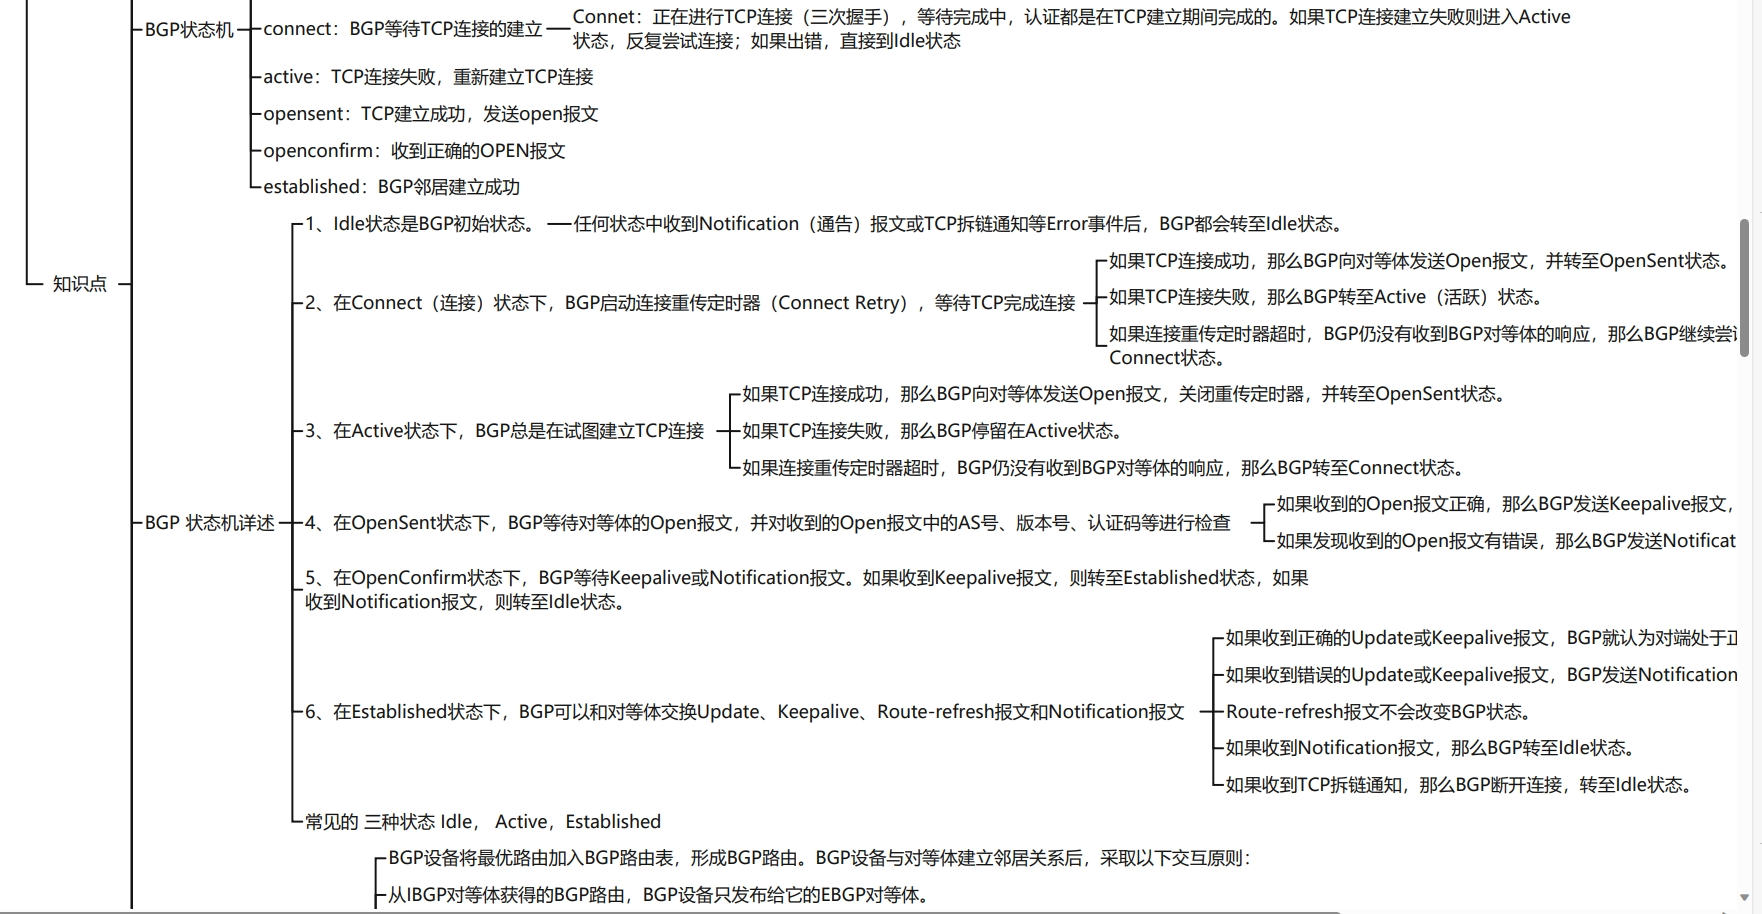 BGP状态机
connect：BGP等待TCP连接的建立
Connet：正在进行TCP连接（三次握手），等待完成中，认证都是在TCP建立期间完成的。如果TCP连接建立失败则进入Active
状态，反复尝试连接；如果出错，直接到Idle状态
active：TCP连接失败，重新建立TCP连接
opensent：TCP建立成功，发送open报文
openconfirm：收到正确的OPEN报文
established：BGP邻居建立成功
知识点
BGP 状态机详述
1、Idle状态是BGP初始状态。
任何状态中收到Notification（通告）报文或TCP拆链通知等Error事件后，BGP都会转至Idle状态。
2、在Connect（连接）状态下，BGP启动连接重传定时器（Connect Retry），等待TCP完成连接
如果TCP连接成功，那么BGP向对等体发送Open报文，并转至OpenSent状态。
如果TCP连接失败，那么BGP转至Active（活跃）状态。
如果连接重传定时器超时，BGP仍没有收到BGP对等体的响应，那么BGP继续尝
Connect状态。
3、在Active状态下，BGP总是在试图建立TCP连接
如果TCP连接成功，那么BGP向对等体发送Open报文，关闭重传定时器，并转至OpenSent状态。
如果TCP连接失败，那么BGP停留在Active状态。
如果连接重传定时器超时，BGP仍没有收到BGP对等体的响应，那么BGP转至Connect状态。
4、在OpenSent状态下，BGP等待对等体的Open报文，并对收到的Open报文中的AS号、版本号、认证码等进行检查
如果收到的Open报文正确，那么BGP发送Keepalive报文，
如果发现收到的Open报文有错误，那么BGP发送Notificat
5、在OpenConfirm状态下，BGP等待Keepalive或Notification报文。如果收到Keepalive报文，则转至Established状态，如果
收到Notification报文，则转至Idle状态。
6、在Established状态下，BGP可以和对等体交换Update、Keepalive、Route-refresh报文和Notification报文
如果收到正确的Update或Keepalive报文，BGP就认为对端处于正
如果收到错误的Update或Keepalive报文，BGP发送Notification
Route-refresh报文不会改变BGP状态。
如果收到Notification报文，那么BGP转至Idle状态。
如果收到TCP拆链通知，那么BGP断开连接，转至Idle状态。
常见的 三种状态 Idle， Active，Established
BGP设备将最优路由加入BGP路由表，形成BGP路由。BGP设备与对等体建立邻居关系后，采取以下交互原则：
从IBGP对等体获得的BGP路由，BGP设备只发布给它的EBGP对等体。